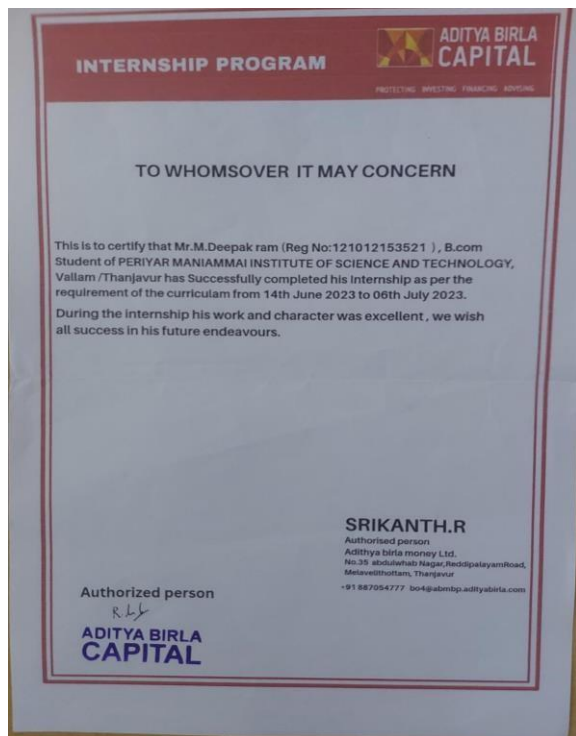 INTERNSHIP PROGRAM
ADITYA BIRLA
CAPITAL
PROTECTING INVESTING FINANCING ADVISING
TO WHOMSOVER IT MAY CONCERN
This is to certify that Mr.M.Deepak ram (Reg No:121012153521 ), B.com
Student of PERIYAR MANIAMMAI INSTITUTE OF SCIENCE AND TECHNOLOGY,
Vallam /Thanjavur has Successfully completed his Internship as per the
requirement of the curriculam from 14th June 2023 to 06th July 2023.
During the internship his work and character was excellent , we wish
all success in his future endeavours.
SRIKANTH.R
Authorised person
Adithya birla money Ltd.
No.35 abdulwhab Nagar,ReddipalayamRoad,
Melavelithottam, Thanjavur
+91 887054777 bo4@abmbp.adityabirla.com
Authorized person
ADITYA BIRLA
CAPITAL